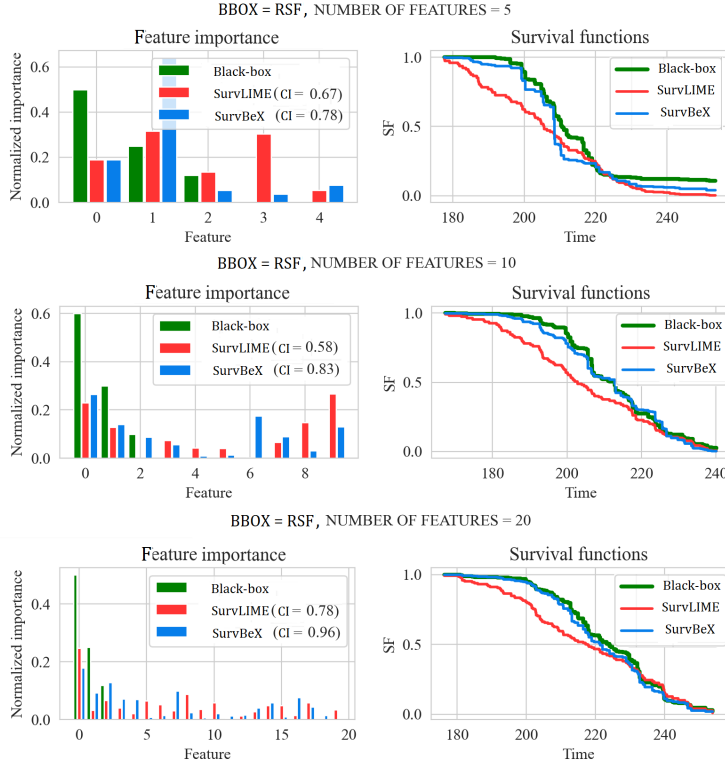 BBOX = RSF, NUMBER OF FEATURES = 5
Feature importance
Normalized importance
0.6
0.4
0.2
0.0
Black-box
SurvLIME (CI = 0.67)
SurvBeX (CI = 0.78)
0 1 2 3 4
Feature
Survival functions
SF
1.0
0.5
0.0
Black-box
SurvLIME
SurvBeX
180 200 220 240
Time
BBOX = RSF, NUMBER OF FEATURES = 10
Feature importance
Normalized importance
0.6
0.4
0.2
0.0
Black-box
SurvLIME (CI = 0.58)
SurvBeX (CI = 0.83)
0 2 4 6 8
Feature
Survival functions
SF
1.0
0.5
0.0
Black-box
SurvLIME
SurvBeX
180 200 220 240
Time
BBOX = RSF, NUMBER OF FEATURES = 20
Feature importance
Normalized importance
0.4
0.2
0.0
Black-box
SurvLIME (CI = 0.78)
SurvBeX (CI = 0.96)
0 5 10 15 20
Feature
Survival functions
SF
1.0
0.5
0.0
Black-box
SurvLIME
SurvBeX
180 200 220 240
Time